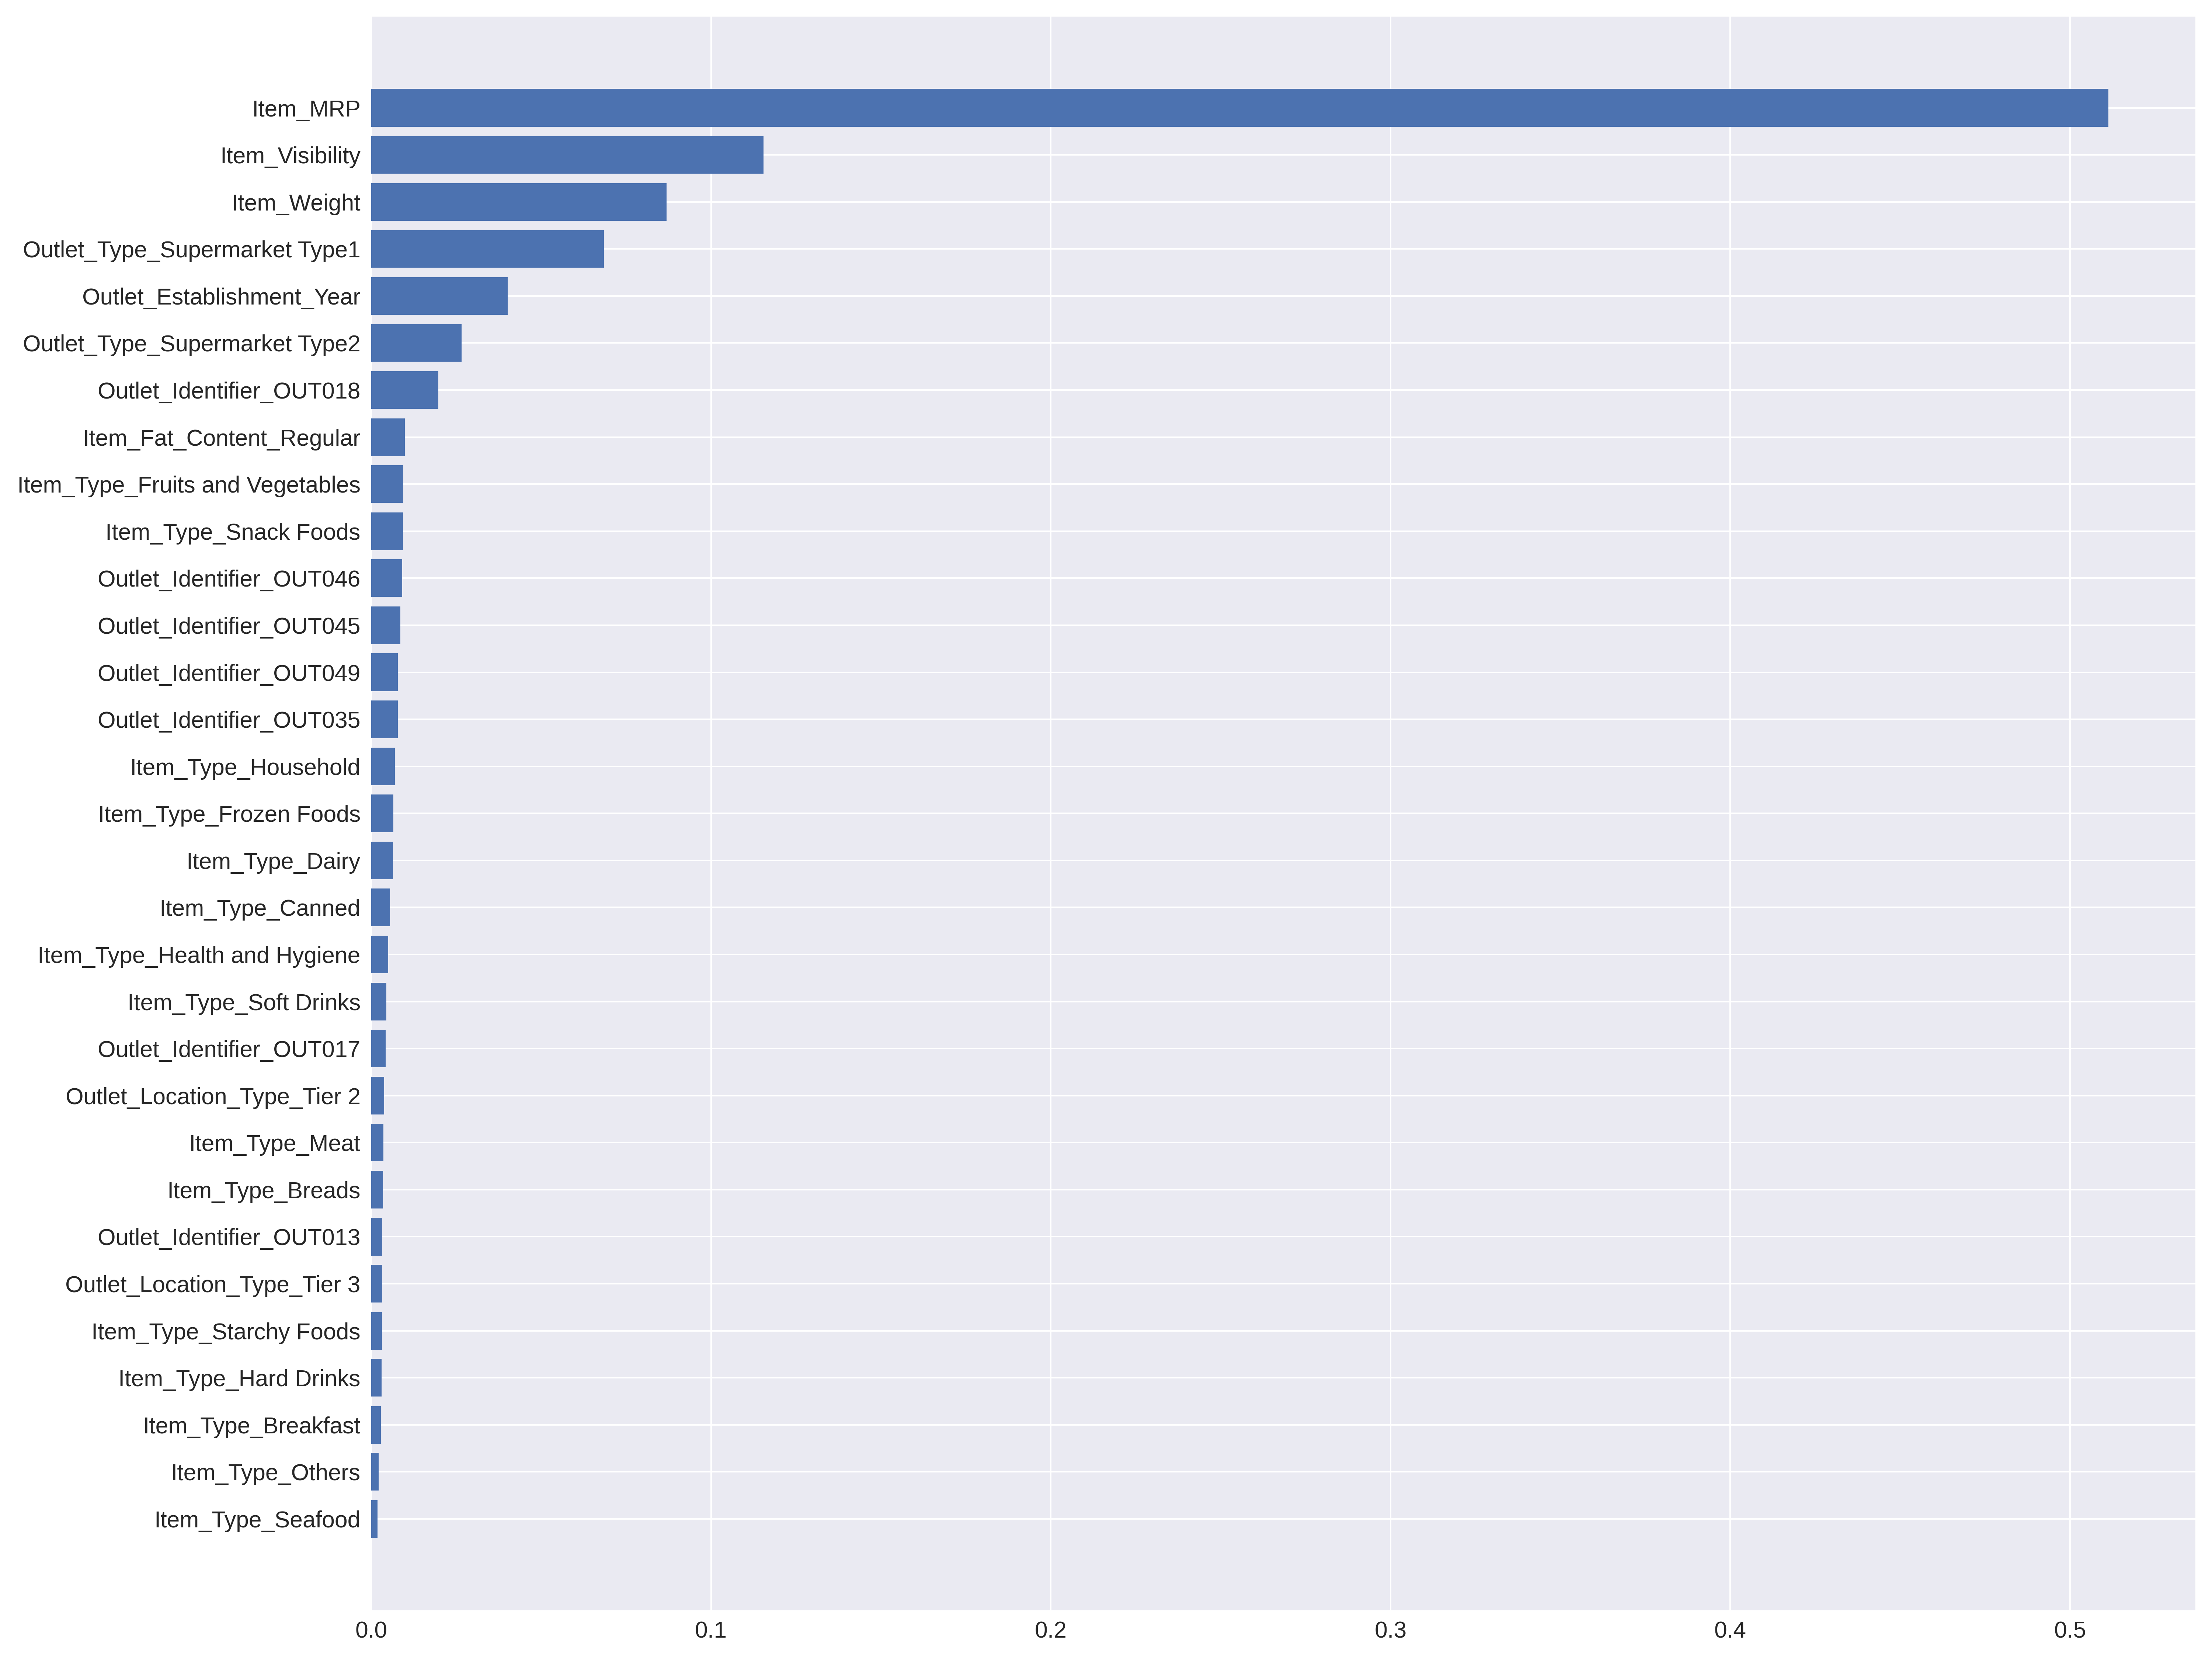 Item_MRP
Item_Visibility
Item_Weight
Outlet_Type_Supermarket Type1
Outlet_Establishment_Year
Outlet_Type_Supermarket Type2
Outlet_Identifier_OUT018
Item_Fat_Content_Regular
Item_Type_Fruits and Vegetables
Item_Type_Snack Foods
Outlet_Identifier_OUT046
Outlet_Identifier_OUT045
Outlet_Identifier_OUT049
Outlet_Identifier_OUT035
Item_Type_Household
Item_Type_Frozen Foods
Item_Type_Dairy
Item_Type_Canned
Item_Type_Health and Hygiene
Item_Type_Soft Drinks
Outlet_Identifier_OUT017
Outlet_Location_Type_Tier 2
Item_Type_Meat
Item_Type_Breads
Outlet_Identifier_OUT013
Outlet_Location_Type_Tier 3
Item_Type_Starchy Foods
Item_Type_Hard Drinks
Item_Type_Breakfast
Item_Type_Others
Item_Type_Seafood
0.0 0.1 0.2 0.3 0.4 0.5